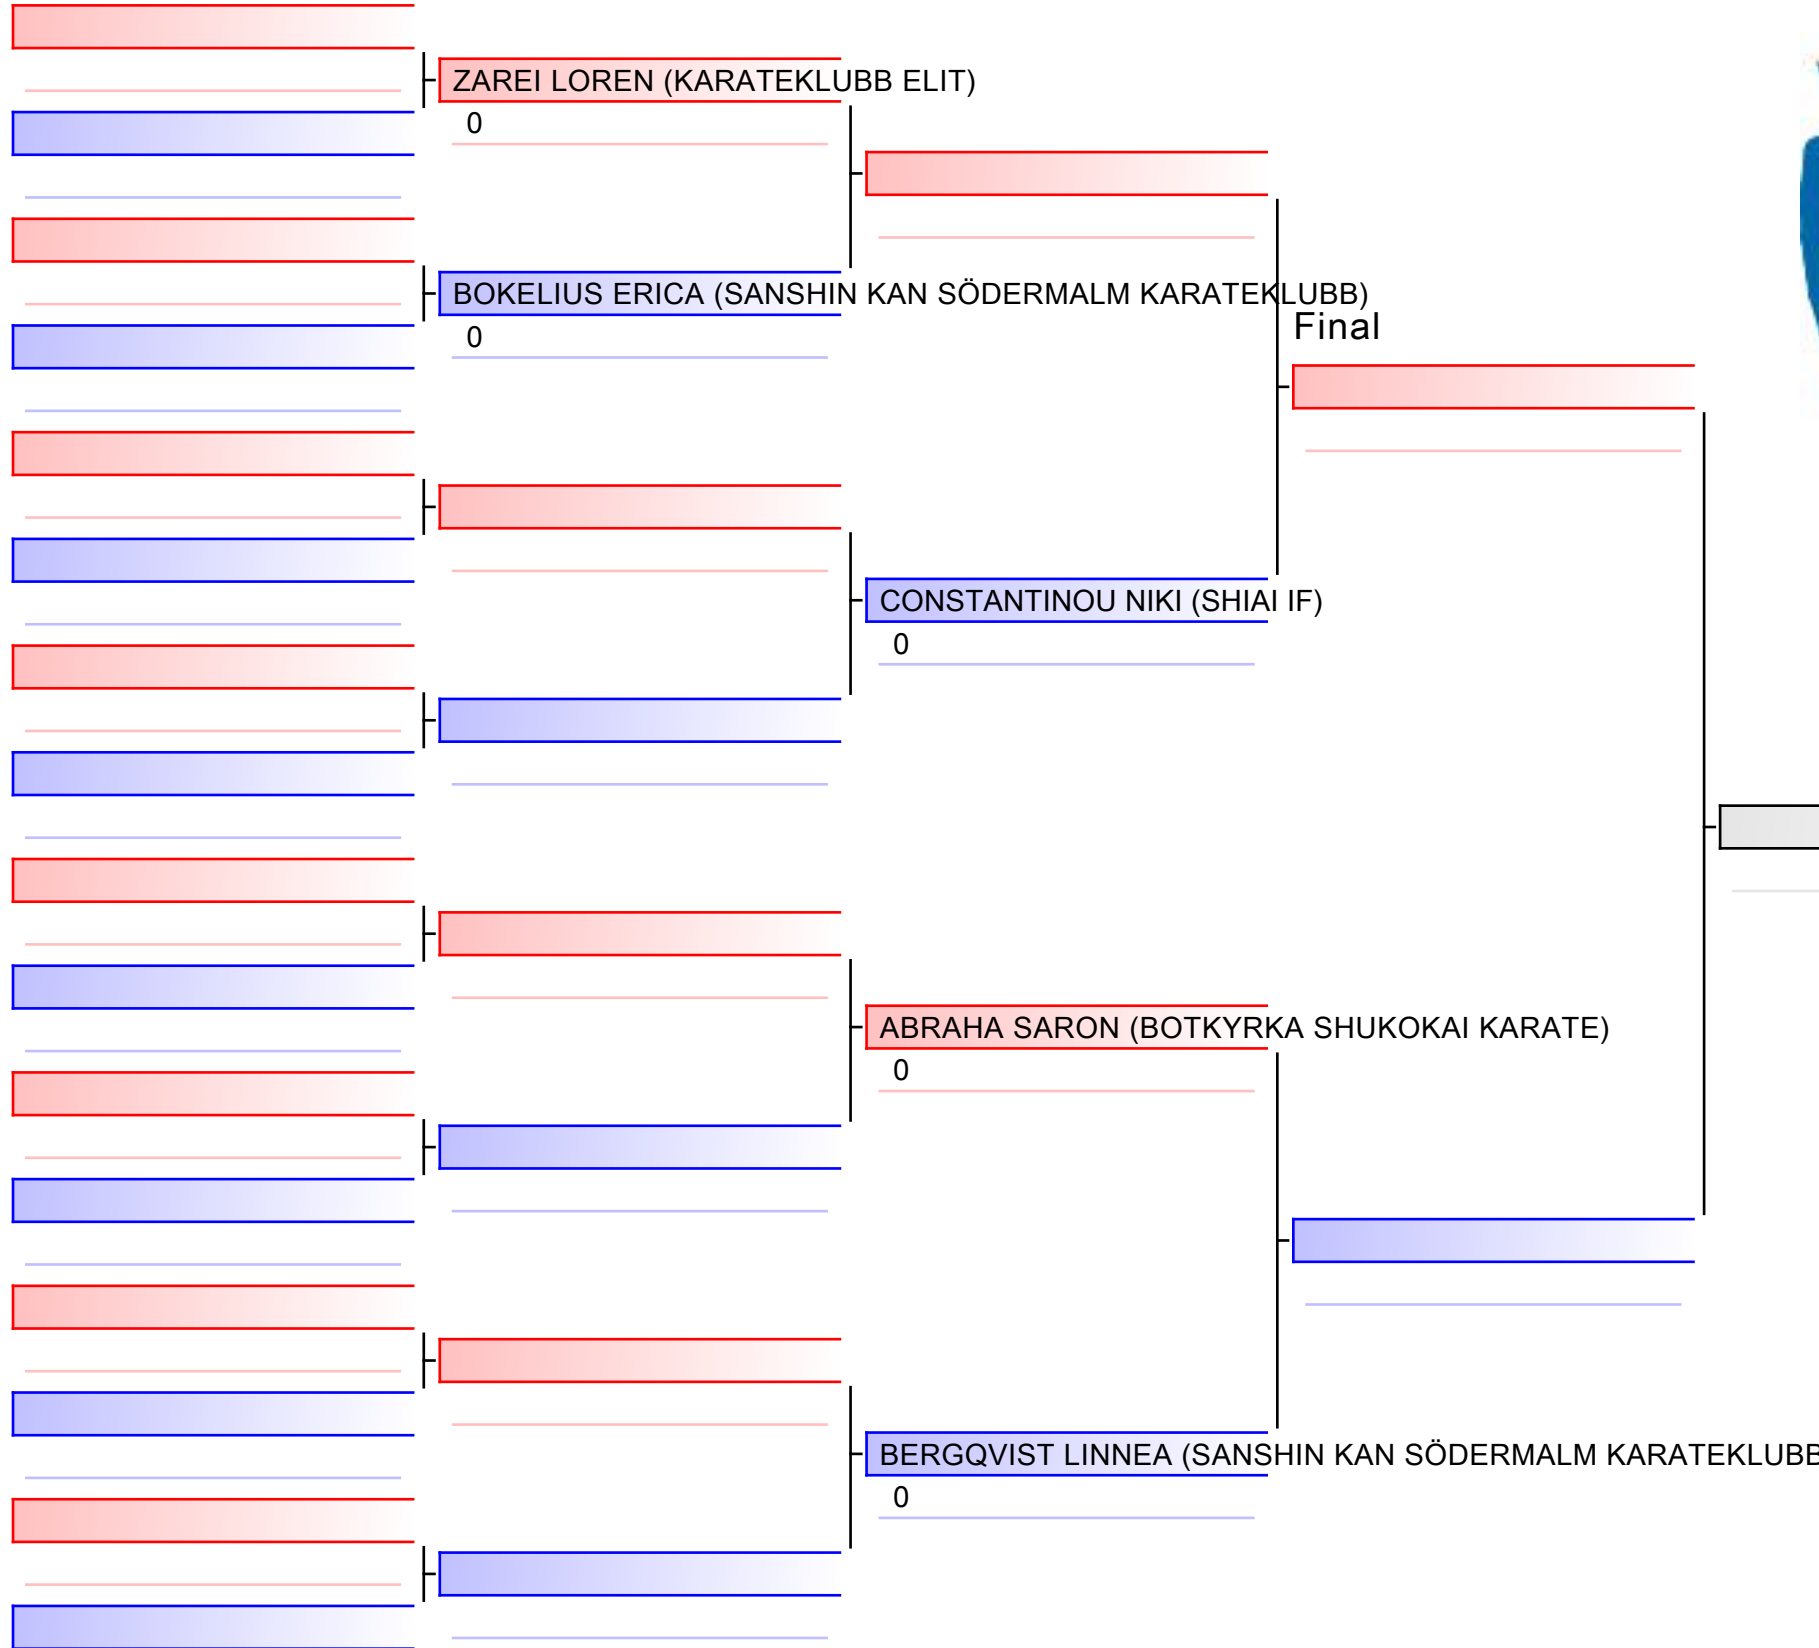 ZAREI LOREN (KARATEKLUBB ELIT)
0
BOKELIUS ERICA (SANSHIN KAN SÖDERMALM KARATEKLUBB)
0
Final
CONSTANTINOU NIKI (SHIAI IF)
0
ABRAHA SARON (BOTKYRKA SHUKOKAI KARATE)
0
BERGQVIST LINNEA (SANSHIN KAN SÖDERMALM KARATEKLUBB
0